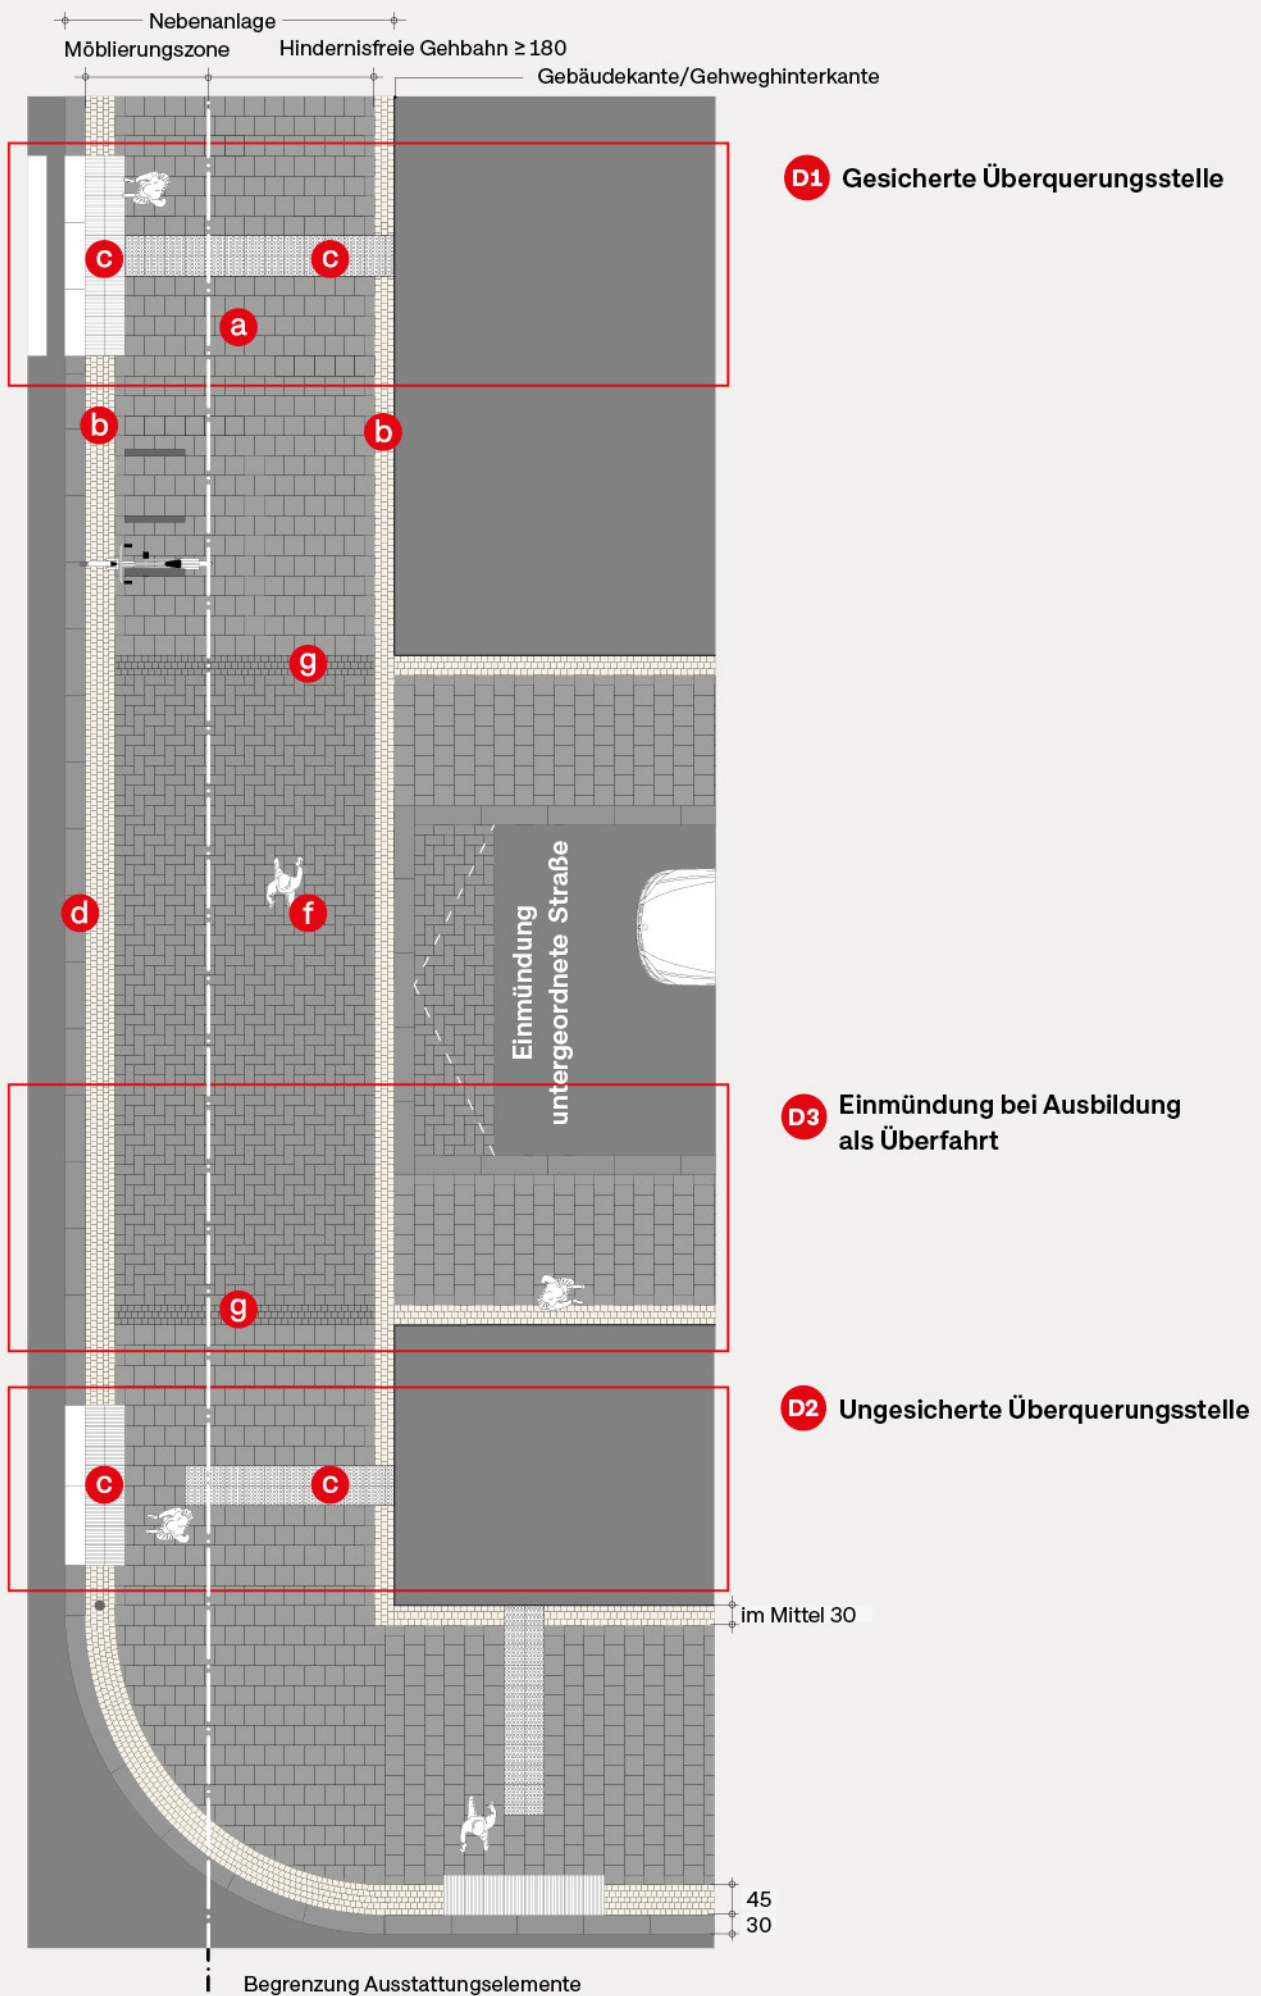 Nebenanlage
Möblierungszone
Hindernisfreie Gehbahn ≥ 180
Gebäudekante/Gehweghinterkante
D1 Gesicherte Überquerungsstelle
c
c
a
b
b
g
d
f
Einmündung
untergeordnete Straße
D3 Einmündung bei Ausbildung
als Überfahrt
g
D2 Ungesicherte Überquerungsstelle
c
c
im Mittel 30
45
30
Begrenzung Ausstattungselemente